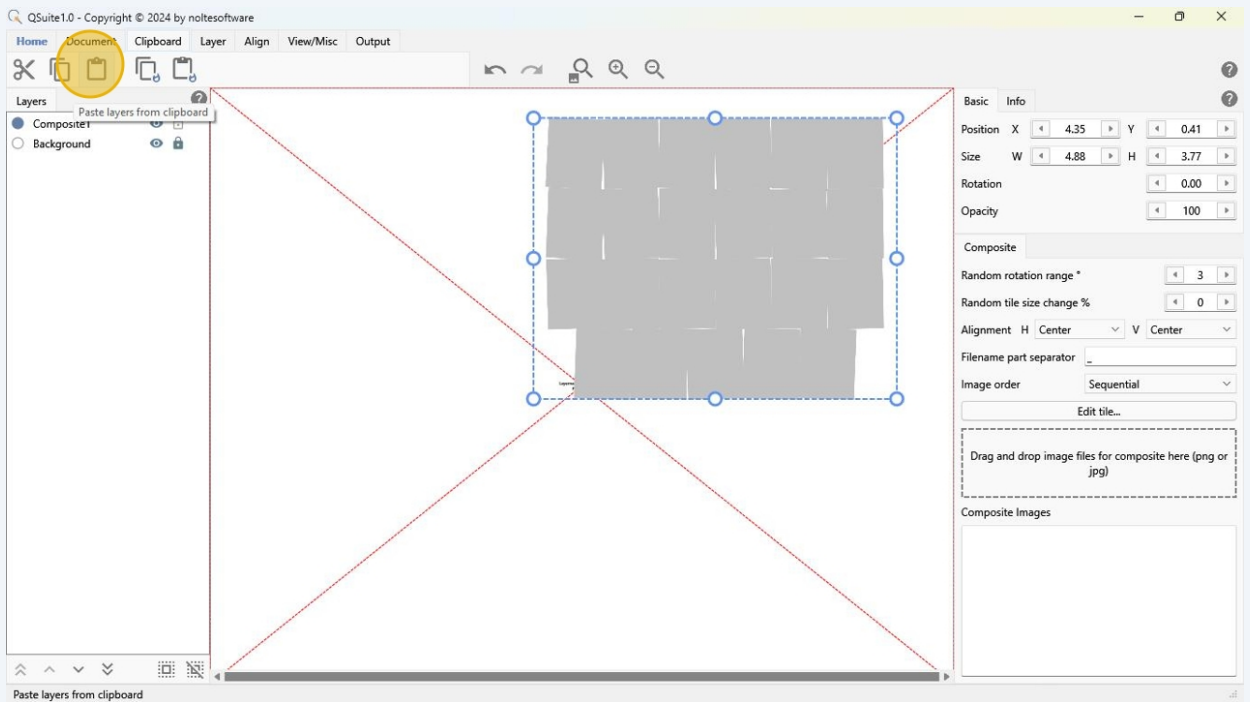 QSuite1.0 - Copyright © 2024 by noltesoftware
Home Document Clipboard Layer Align View/Misc Output
Layers
Paste layers from clipboard
Composite1
Background
Basic Info
Position X 4.35 Y 0.41
Size W 4.88 H 3.77
Rotation 0.00
Opacity 100
Composite
Random rotation range ° 3
Random tile size change % 0
Alignment H Center V Center
Filename part separator _
Image order Sequential
Edit tile...
Drag and drop image files for composite here (png or
jpg)
Composite Images
Paste layers from clipboard